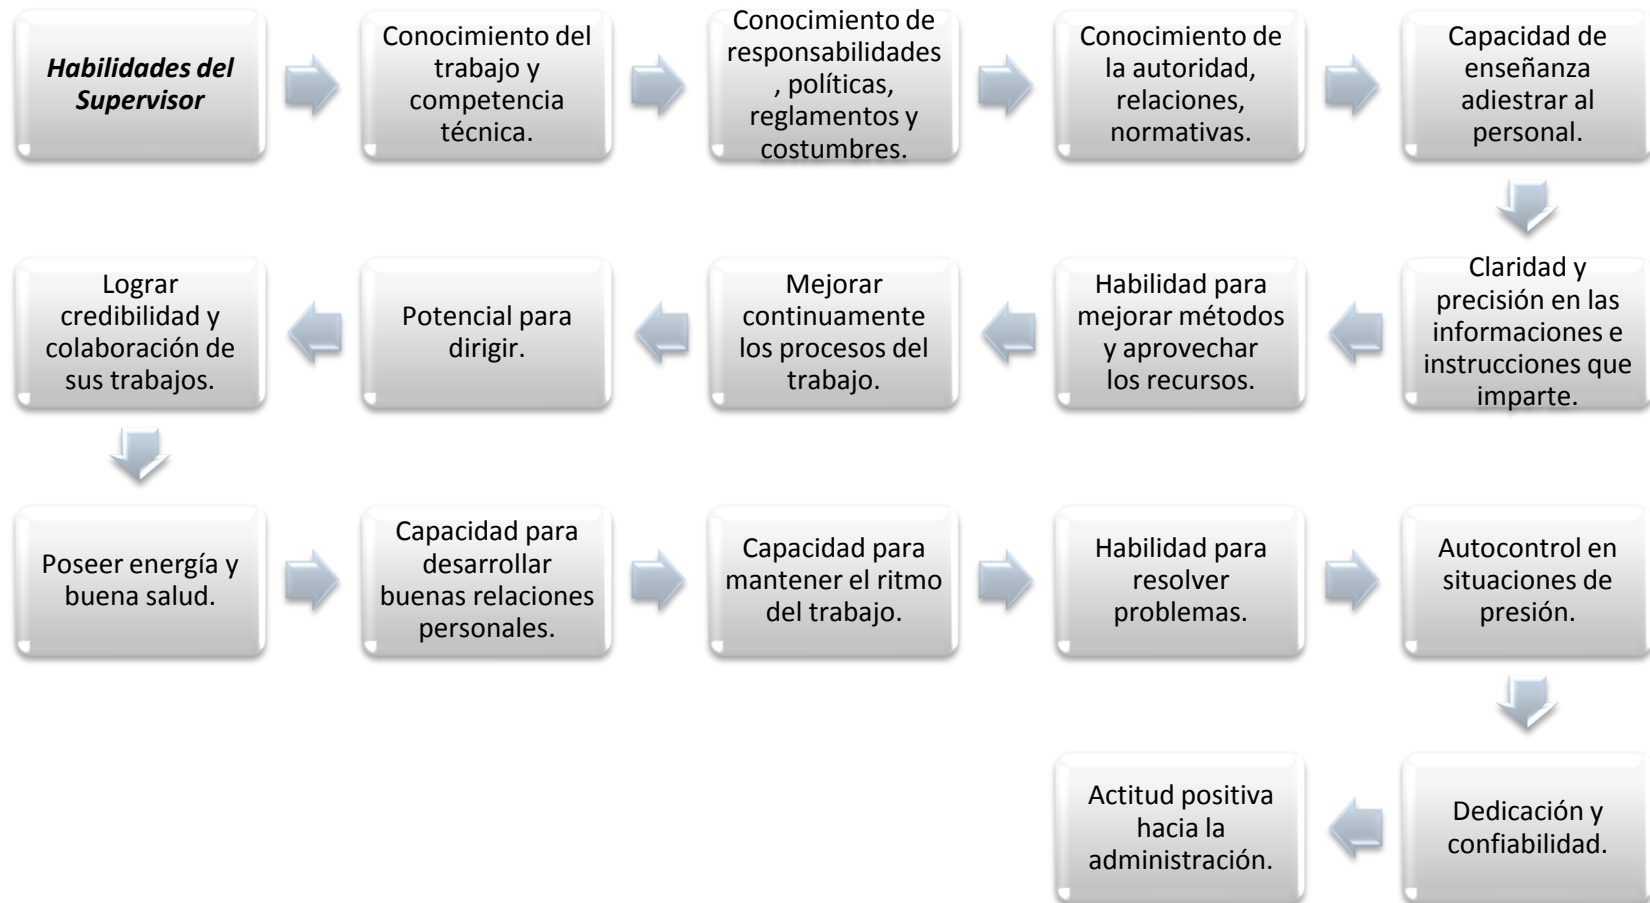 Habilidades del
Supervisor
Conocimiento del
trabajo y
competencia
técnica.
Conocimiento de
responsabilidades
, políticas,
reglamentos y
costumbres.
Conocimiento de
la autoridad,
relaciones,
normativas.
Capacidad de
enseñanza
adiestrar al
personal.
Claridad y
precisión en las
informaciones e
instrucciones que
imparte.
Habilidad para
mejorar métodos
y aprovechar
los recursos.
Mejorar
continuamente
los procesos del
trabajo.
Potencial para
dirigir.
Lograr
credibilidad y
colaboración de
sus trabajos.
Poseer energía y
buena salud.
Capacidad para
desarrollar
buenas relaciones
personales.
Capacidad para
mantener el ritmo
del trabajo.
Habilidad para
resolver
problemas.
Autocontrol en
situaciones de
presión.
Dedicación y
confiabilidad.
Actitud positiva
hacia la
administración.